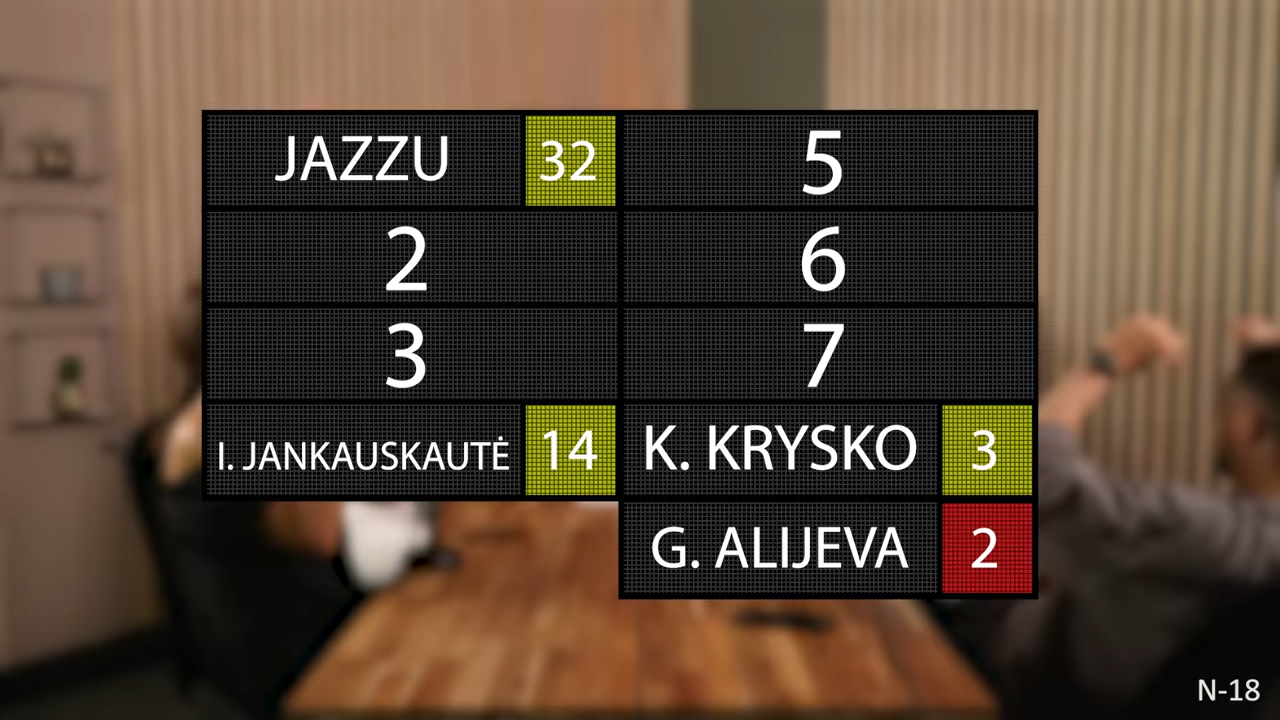 JAZZU 32
2
3
I. JANKAUSKAUTĖ 14
5
6
7
K. KRYSKO 3
G. ALIJEVA 2
N-18